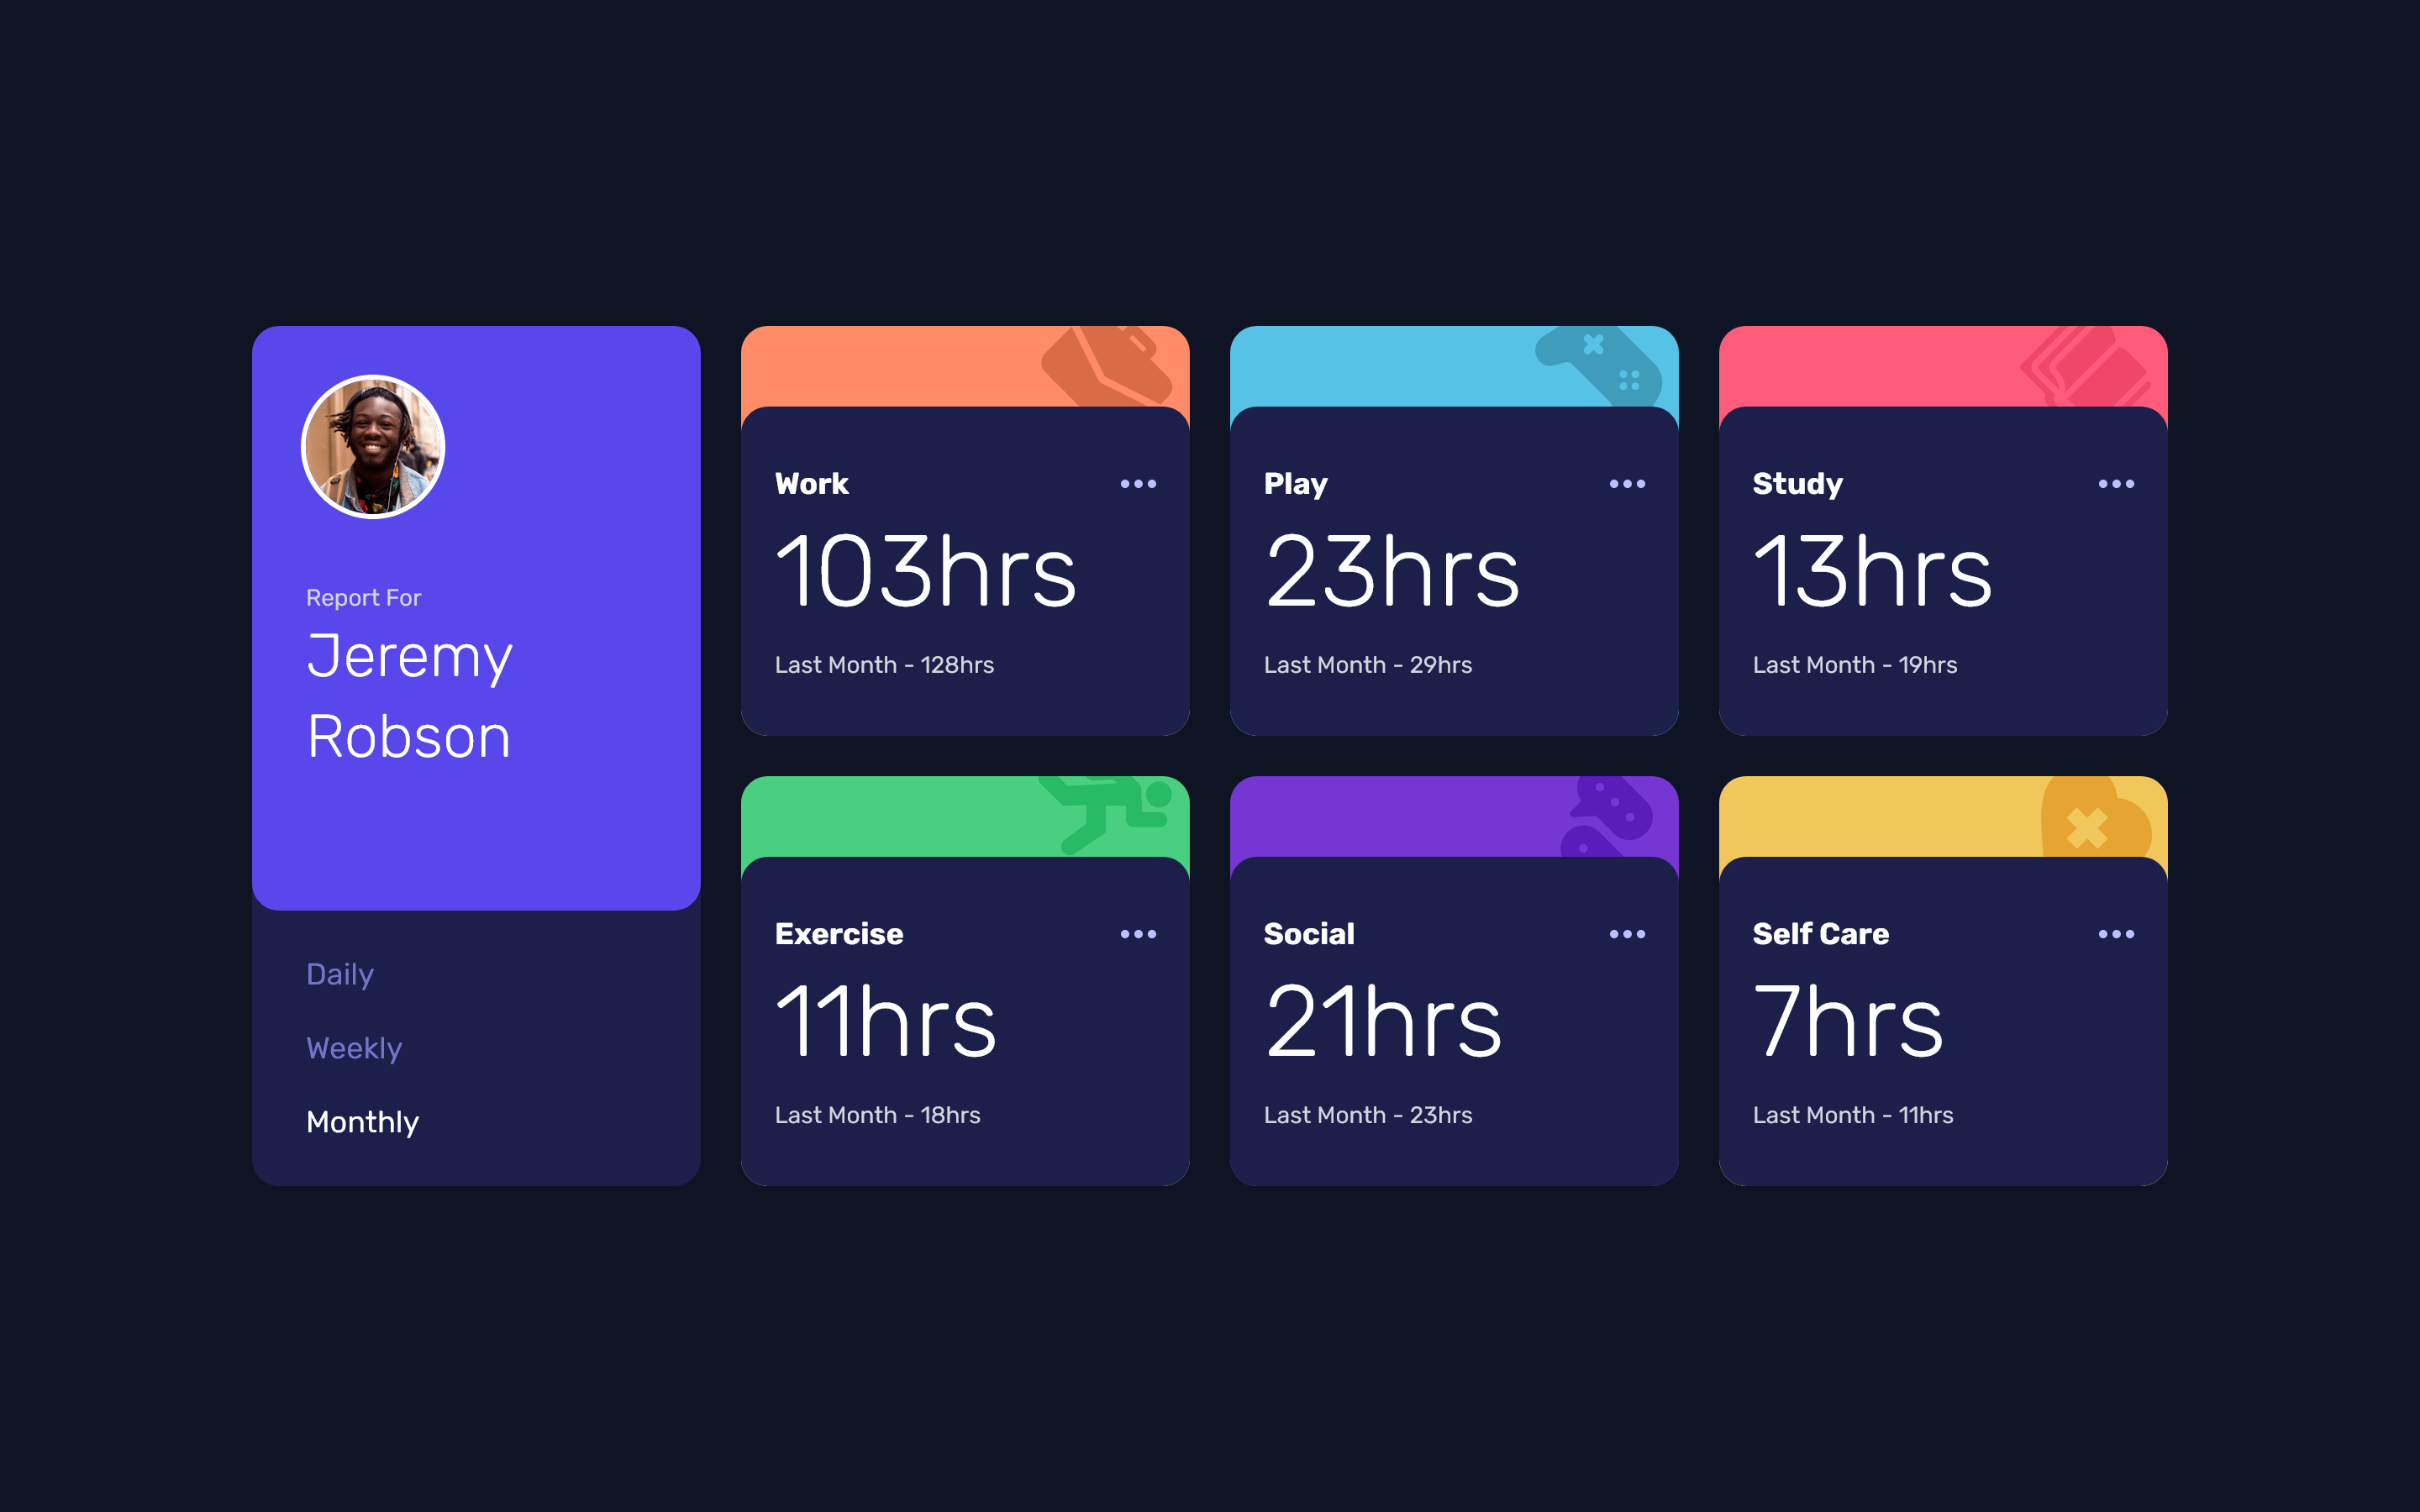 Report For
Jeremy
Robson
Daily
Weekly
Monthly
Work
103hrs
Last Month - 128hrs
Play
23hrs
Last Month - 29hrs
Study
13hrs
Last Month - 19hrs
Exercise
11hrs
Last Month - 18hrs
Social
21hrs
Last Month - 23hrs
Self Care
7hrs
Last Month - 11hrs